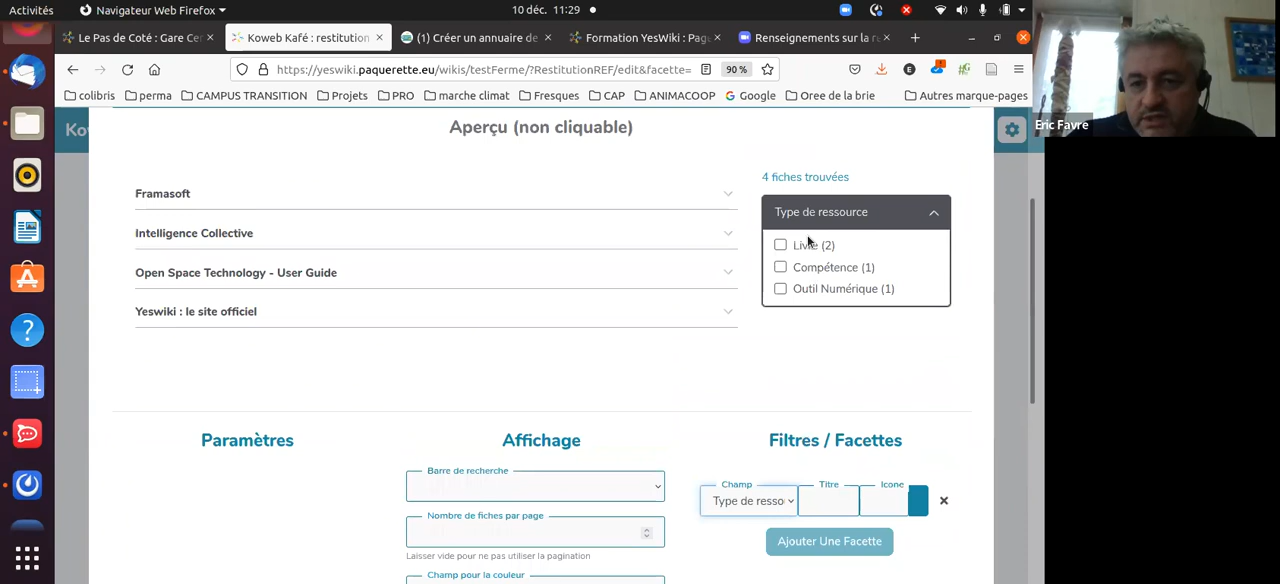 Activités
Navigateur Web Firefox
10 déc. 11:29
Le Pas de Coté : Gare Ce
Koweb Kafé : restitution
(1) Créer un annuaire de
Formation YesWiki : Pag
Renseignements sur la r
https://yeswiki.paquerette.eu/wikis/testFerme/?RestitutionREF/edit&facette=
90 %
colibris
perma
CAMPUS TRANSITION
Projets
PRO
marche climat
Fresques
CAP
ANIMACOOP
Google
Oree de la brie
Autres marque-pages
Eric Favre
Aperçu (non cliquable)
4 fiches trouvées
Framasoft
Intelligence Collective
Open Space Technology - User Guide
Yeswiki : le site officiel
Type de ressource
Livre (2)
Compétence (1)
Outil Numérique (1)
Paramètres
Affichage
Filtres / Facettes
Barre de recherche
Nombre de fiches par page
Laisser vide pour ne pas utiliser la pagination
Champ pour la couleur
Champ
Titre
Icone
Type de resso
Ajouter Une Facette